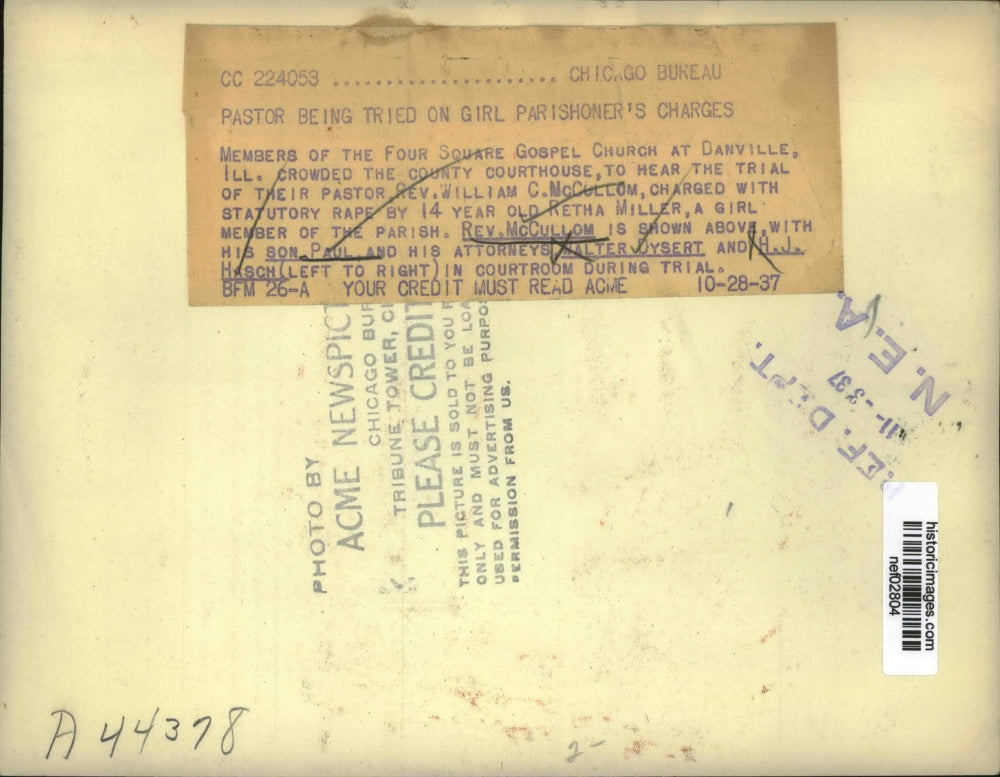 CC 224053 ........................ CHICAGO BUREAU
PASTOR BEING TRIED ON GIRL PARISHONER'S CHARGES
MEMBERS OF THE FOUR SQUARE GOSPEL CHURCH AT DANVILLE,
ILL. CROWDED THE COUNTY COURTHOUSE, TO HEAR THE TRIAL
OF THEIR PASTOR REV. WILLIAM C. MCCULLOM, CHARGED WITH
STATUTORY RAPE BY 14 YEAR OLD RETHA MILLER, A GIRL
MEMBER OF THE PARISH. REV. MCCULLOM IS SHOWN ABOVE, WITH
HIS SON PAUL AND HIS ATTORNEYS WALTER DYSERT AND H.J.
HASCH (LEFT TO RIGHT) IN COURTROOM DURING TRIAL.
BFM 26-A YOUR CREDIT MUST READ ACME 10-28-37
PHOTO BY
ACME NEWSPIC
CHICAGO BUR
TRIBUNE TOWER, CH
PLEASE CREDIT
THIS PICTURE IS SOLD TO YOU F
ONLY AND MUST NOT BE LOA
USED FOR ADVERTISING PURPOS
PERMISSION FROM US.
N. E. A.
11-3 37
REF. DEPT.
historicimages.com
nef02804
A 44378
2-